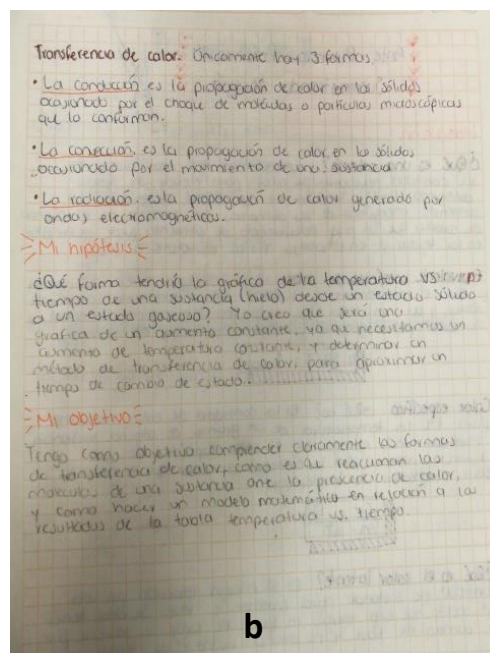 Transferencia de calor. Únicamente hay 3 formas
• La conducción es la propagación de calor en los sólidos
ocasionado por el choque de moléculas o partículas microscópicas
que lo conforman.
• La convección, es la propagación de calor en lo sólidos
ocasionado por el movimiento de una sustancia
• La radiación, es la propagación de calor generado por
ondas electromagnéticas.
Mi hipótesis
¿Qué forma tendría la gráfica de la temperatura vs
tiempo de una sustancia (hielo) desde un estado sólido
a un estado gaseoso? Yo creo que será una
grafica de un aumento constante, ya que necesitamos un
aumento de temperatura constante, y determinar un
método de transferencia de calor, para aproximar un
tiempo de cambio de estado.
Mi objetivo
Tengo como objetivo comprender claramente las formas
de transferencia de calor, como es que reaccionan las
moleculas de una sustancia ante la presencia de calor,
y como hacer un modelo matemático en relación a los
resultados de la tabla temperatura vs. tiempo.
b